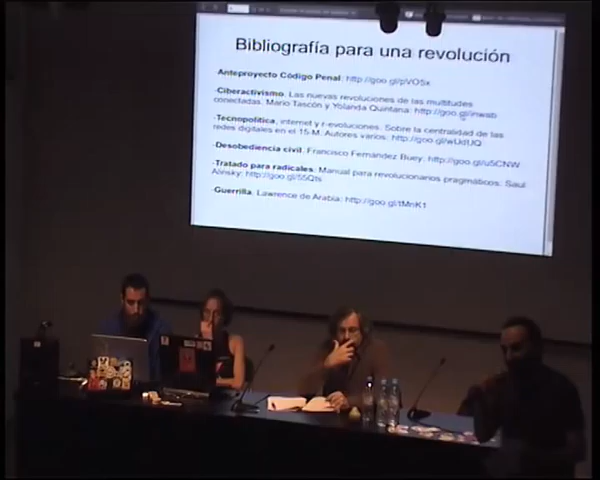 Bibliografía para una revolución
-Anteproyecto Código Penal: http://goo.gl/pVO5x
-Ciberactivismo. Las nuevas revoluciones de las multitudes
conectadas. Mario Tascón y Yolanda Quintana: http://goo.gl/
-Tecnopolítica, internet y r-evoluciones. Sobre la centralidad de las
redes digitales en el 15-M. Autores varios: http://goo.gl/wUd1UQ
-Desobediencia civil. Francisco Fernández Buey: http://goo.gl/u5CNW
-Tratado para radicales: Manual para revolucionarios pragmáticos: Saul
Alinsky: http://goo.gl/55Qts
-Guerrilla. Lawrence de Arabia: http://goo.gl/tMnK1